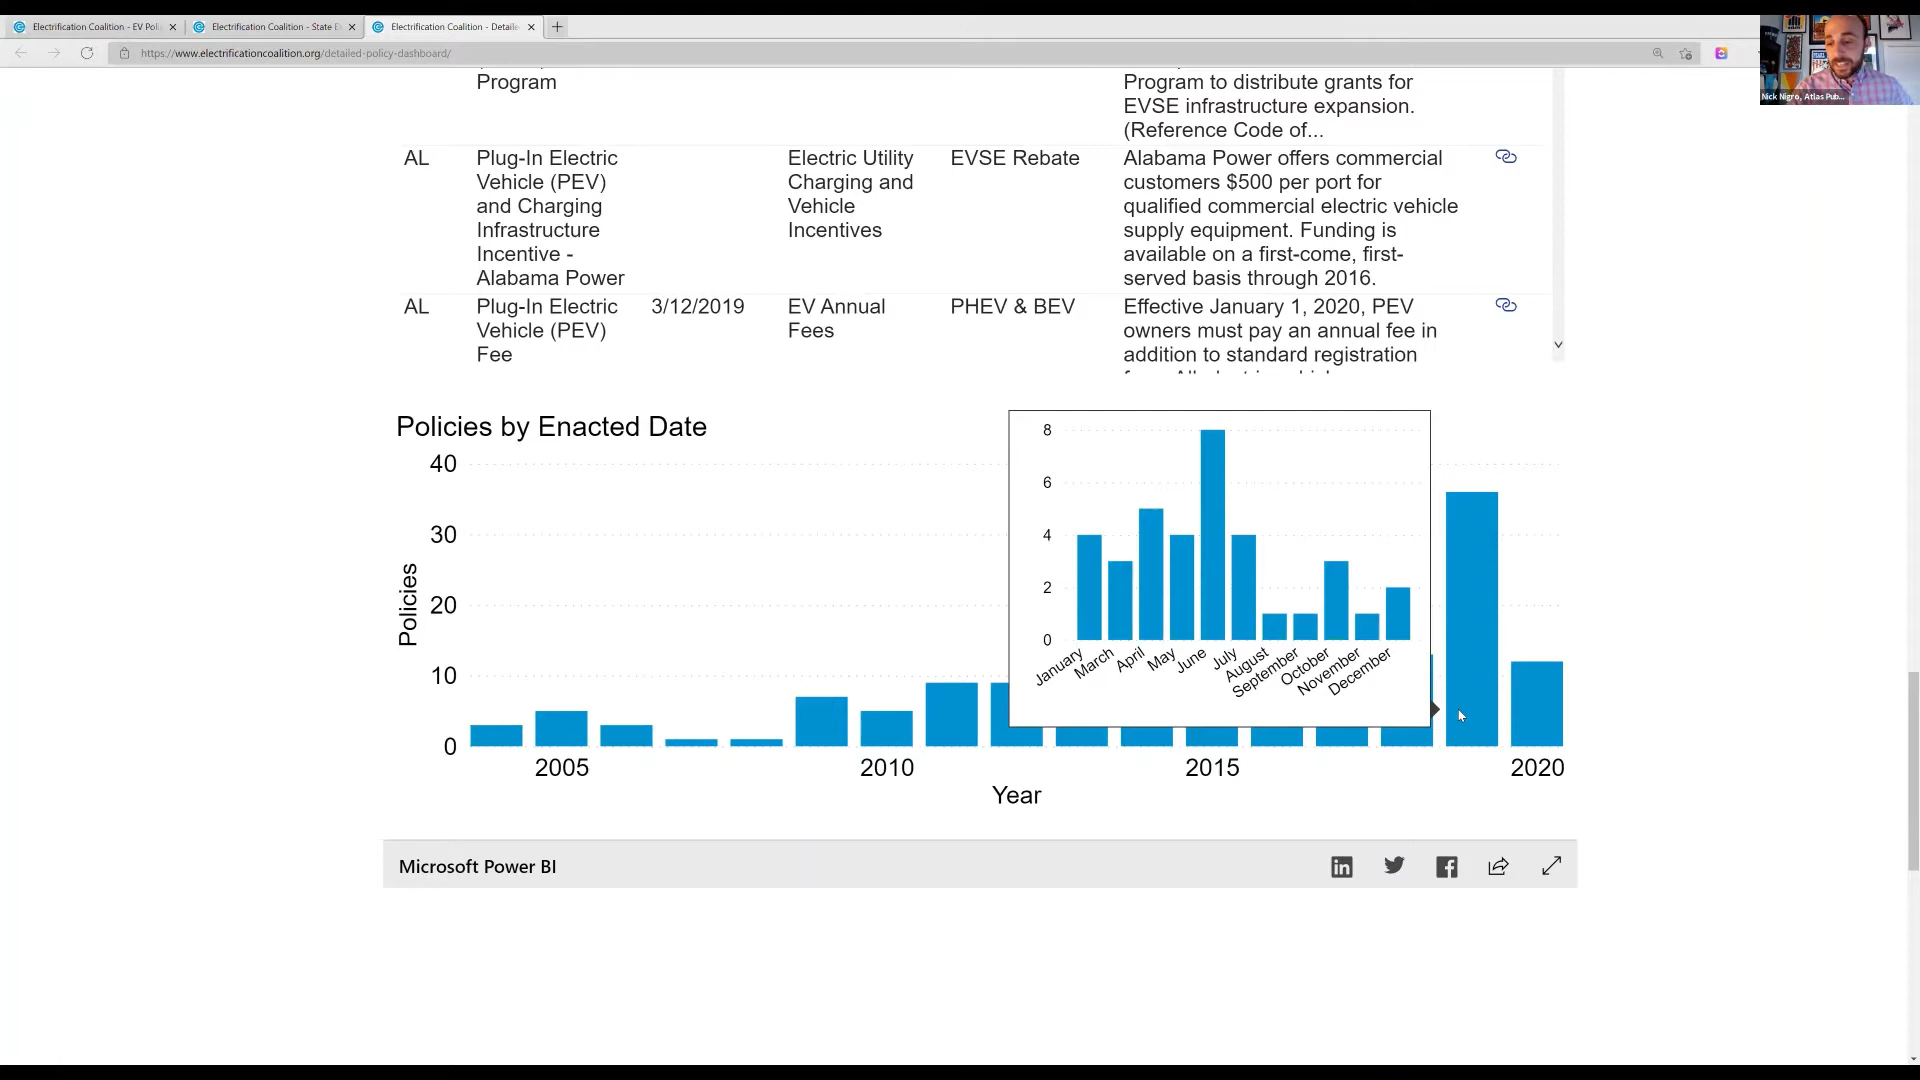 Electrification Coalition - EV Poli
Electrification Coalition - State E
Electrification Coalition - Detaile
https://www.electrificationcoalition.org/detailed-policy-dashboard/
Nick Nigro, Atlas Pub...
Program
Program to distribute grants for
EVSE infrastructure expansion.
(Reference Code of...
AL
Plug-In Electric
Vehicle (PEV)
and Charging
Infrastructure
Incentive -
Alabama Power
Electric Utility
Charging and
Vehicle
Incentives
EVSE Rebate
Alabama Power offers commercial
customers $500 per port for
qualified commercial electric vehicle
supply equipment. Funding is
available on a first-come, first-
served basis through 2016.
AL
Plug-In Electric
Vehicle (PEV)
Fee
3/12/2019
EV Annual
Fees
PHEV & BEV
Effective January 1, 2020, PEV
owners must pay an annual fee in
addition to standard registration
Policies by Enacted Date
40
30
20
10
0
Policies
2005
2010
2015
2020
Year
8
6
4
2
0
January
March
April
May
June
July
August
September
October
November
December
Microsoft Power BI